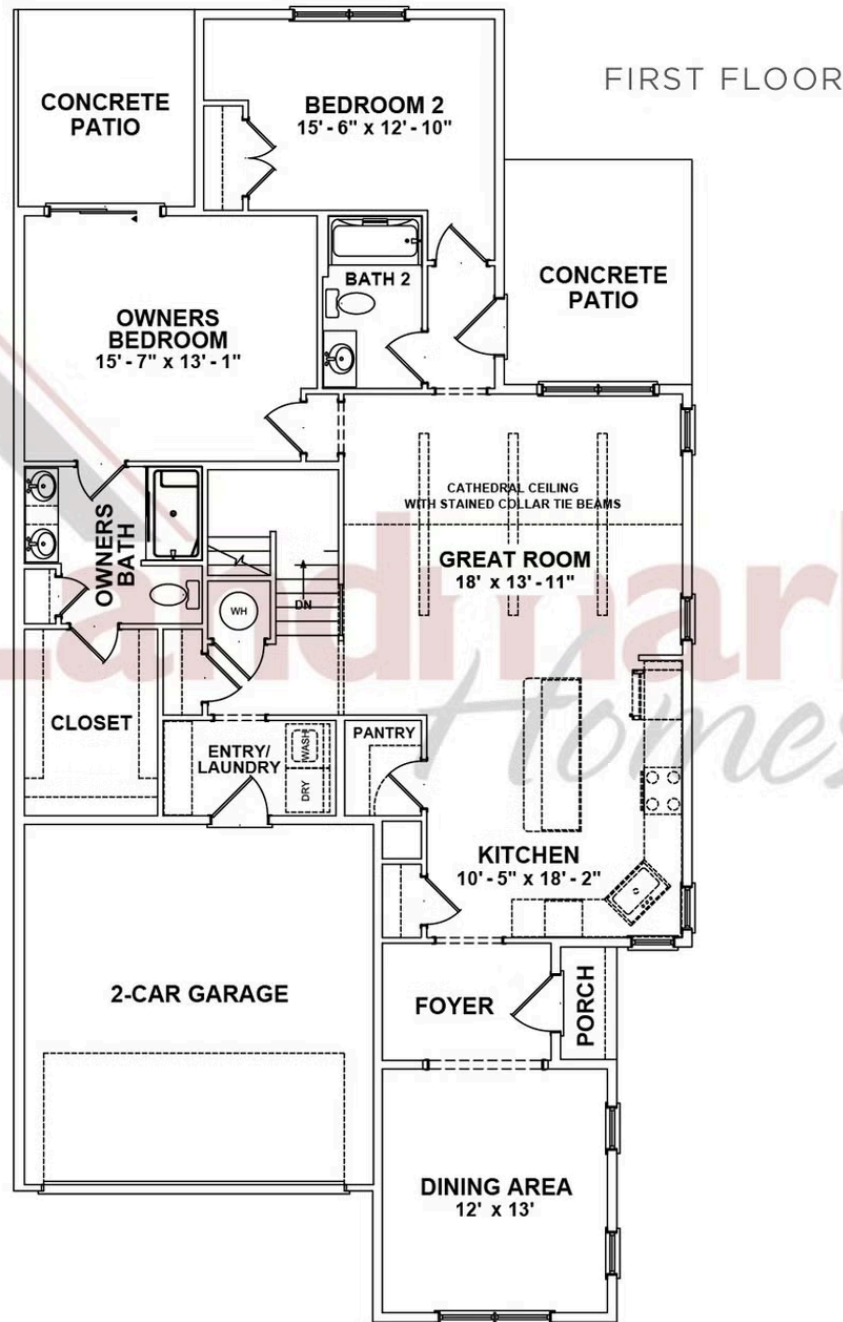 FIRST FLOOR
CONCRETE
PATIO
BEDROOM 2
15' - 6" x 12' - 10"
CONCRETE
PATIO
BATH 2
OWNERS
BEDROOM
15' - 7" x 13' - 1"
CATHEDRAL CEILING
WITH STAINED COLLAR TIE BEAMS
GREAT ROOM
18' x 13' - 11"
OWNERS
BATH
WH
DN
CLOSET
ENTRY/
LAUNDRY
WASH
DRY
PANTRY
Landmark
Homes
KITCHEN
10' - 5" x 18' - 2"
2-CAR GARAGE
FOYER
PORCH
DINING AREA
12' x 13'